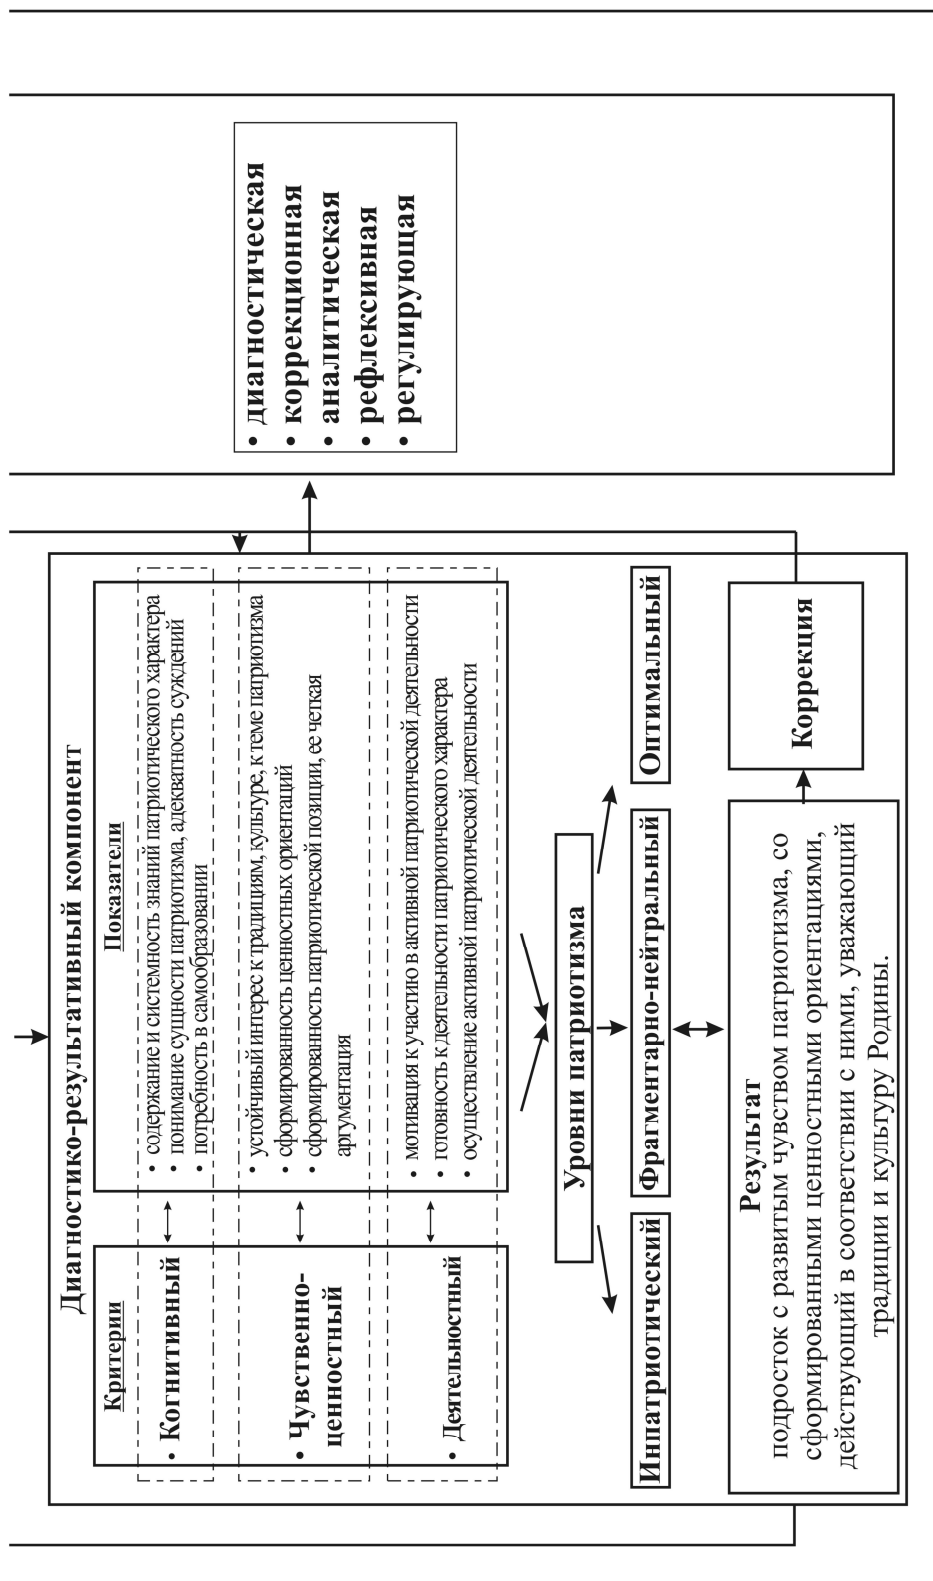 Диагностико-результативный компонент
Критерии
• Когнитивный
• Чувственно-
ценностный
• Деятельностный
Показатели
• содержание и системность знаний патриотического характера
• понимание сущности патриотизма, адекватность суждений
• потребность в самообразовании
• устойчивый интерес к традициям, культуре, к теме патриотизма
• сформированность ценностных ориентаций
• сформированность патриотической позиции, ее четкая
аргументация
• мотивация к участию в активной патриотической деятельности
• готовность к деятельности патриотического характера
• осуществление активной патриотической деятельности
Уровни патриотизма
Инпатриотический
Фрагментарно-нейтральный
Оптимальный
Результат
подросток с развитым чувством патриотизма, со
сформированными ценностными ориентациями,
действующий в соответствии с ними, уважающий
традиции и культуру Родины.
Коррекция
• диагностическая
• коррекционная
• аналитическая
• рефлексивная
• регулирующая